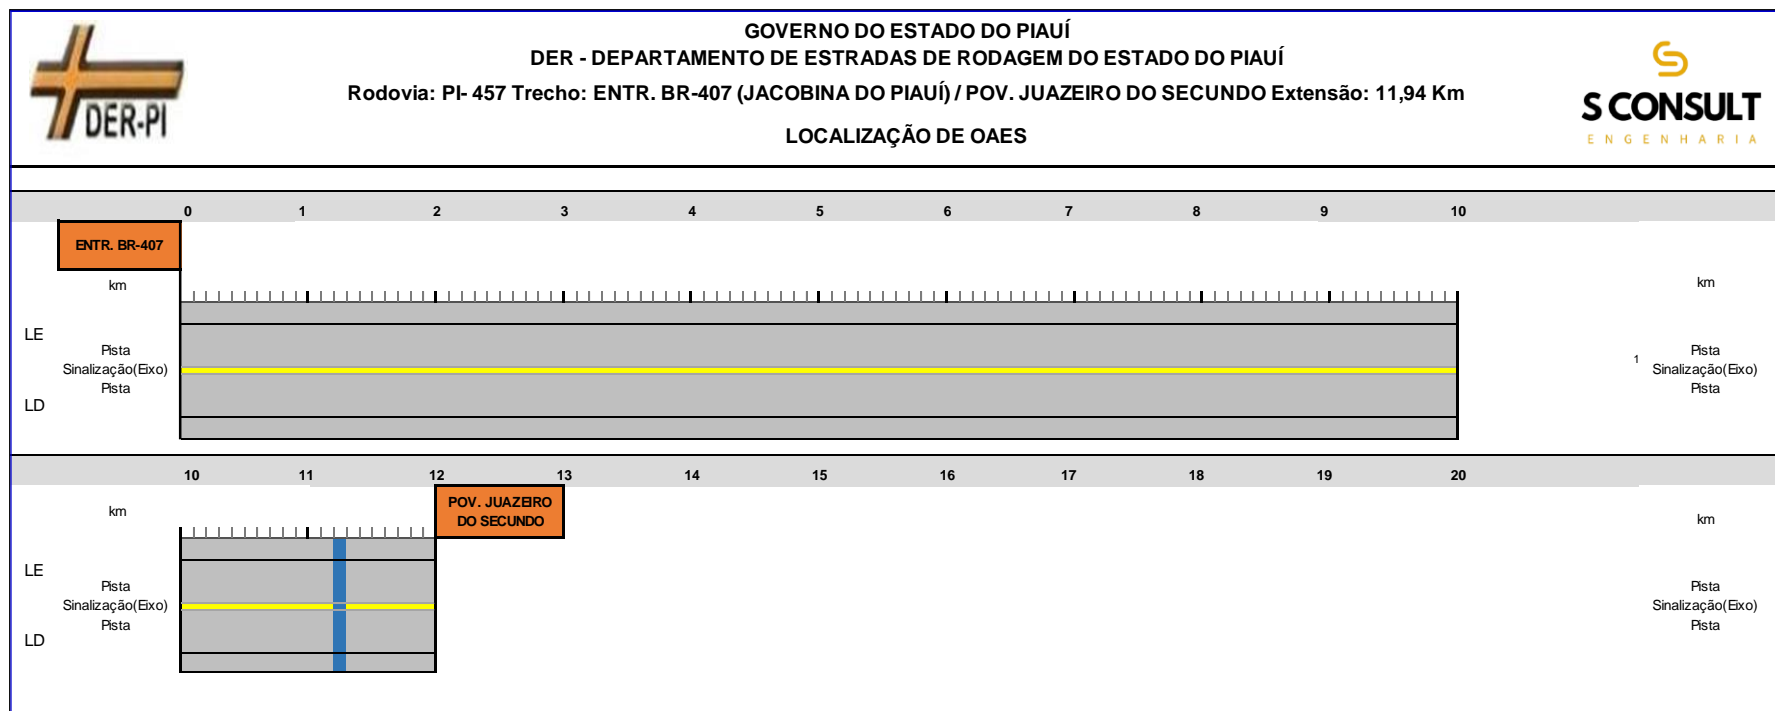 GOVERNO DO ESTADO DO PIAUÍ
DER - DEPARTAMENTO DE ESTRADAS DE RODAGEM DO ESTADO DO PIAUÍ
Rodovia: PI- 457 Trecho: ENTR. BR-407 (JACOBINA DO PIAUÍ) / POV. JUAZEIRO DO SECUNDO Extensão: 11,94 Km
LOCALIZAÇÃO DE OAES
DER-PI
S CONSULT
ENGENHARIA
0 1 2 3 4 5 6 7 8 9 10
ENTR. BR-407
km km
LE
Pista Pista
Sinalização(Eixo) 1 Sinalização(Eixo)
Pista Pista
LD
10 11 12 13 14 15 16 17 18 19 20
POV. JUAZEIRO
DO SECUNDO
km km
LE
Pista Pista
Sinalização(Eixo) Sinalização(Eixo)
Pista Pista
LD